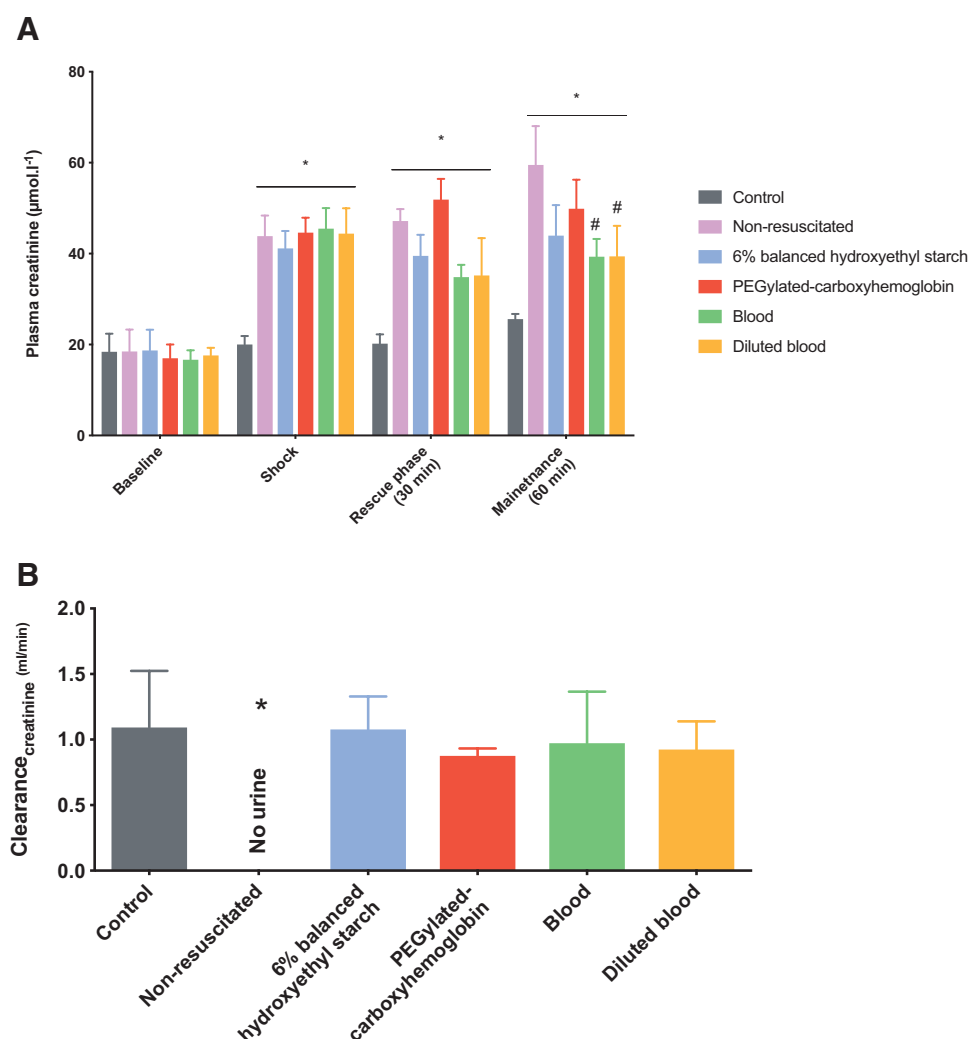 A
Plasma creatinine (µmol.l-1)
80
60
40
20
0
*
*
*
#
#
Baseline
Shock
Rescue phase
(30 min)
Mainetnance
(60 min)
Control
Non-resuscitated
6% balanced hydroxyethyl starch
PEGylated-carboxyhemoglobin
Blood
Diluted blood
B
Clearancecreatinine (ml/min)
2.0
1.5
1.0
0.5
0.0
*
No urine
Control
Non-resuscitated
6% balanced
hydroxyethyl starch
PEGylated-
carboxyhemoglobin
Blood
Diluted blood